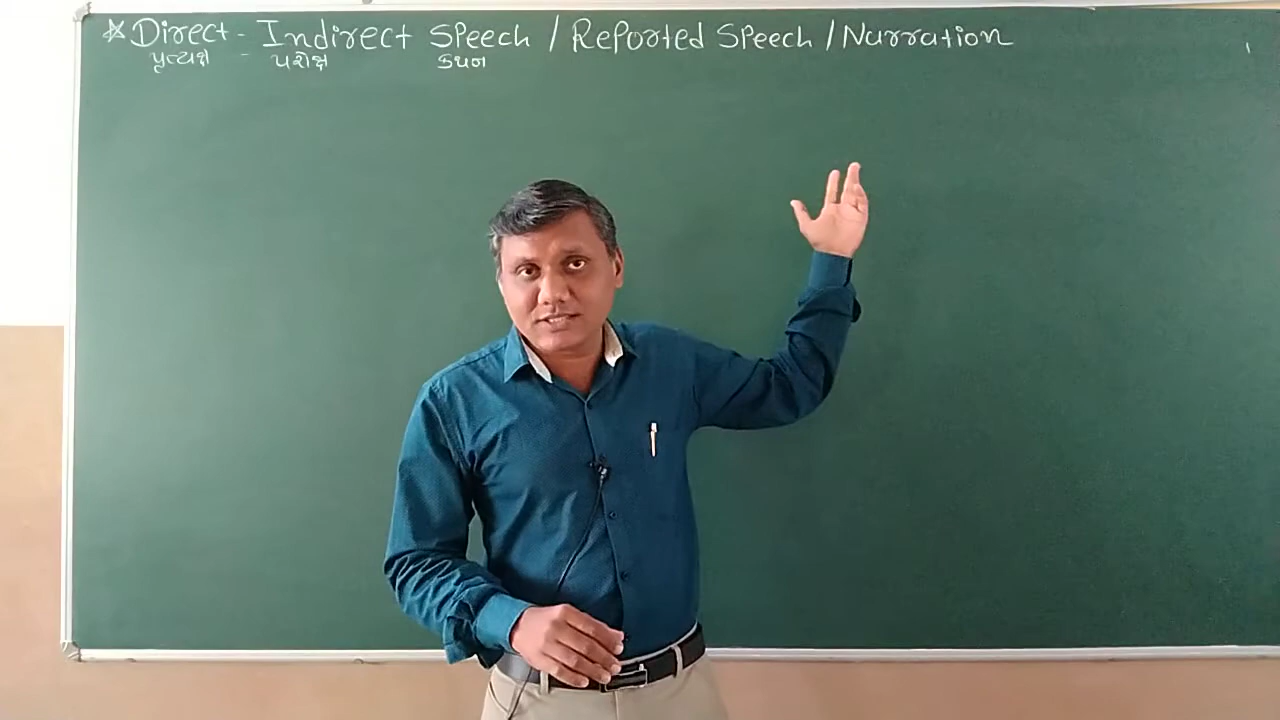 * Direct - Indirect Speech / Reported Speech / Narration
પ્રત્યક્ષ - પરોક્ષ કથન